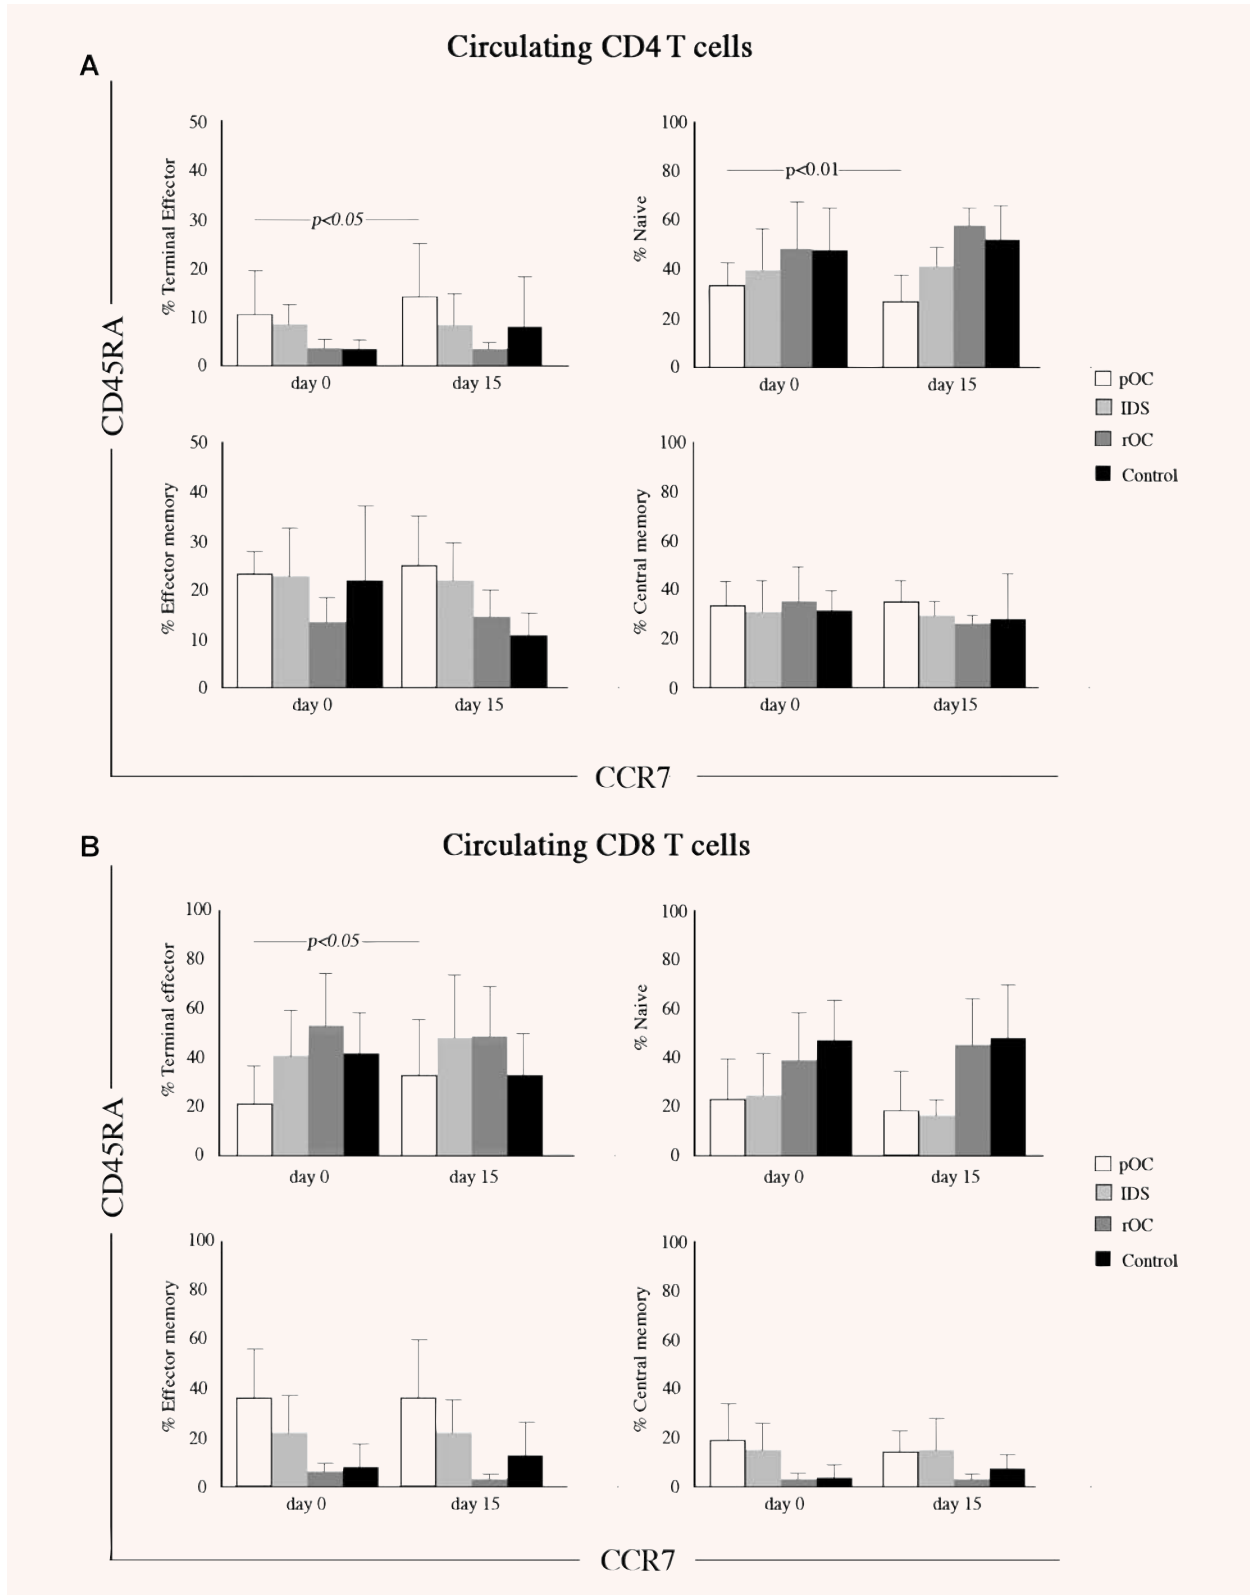 Circulating CD4 T cells
A
CD45RA
% Terminal Effector
50
40
30
20
10
0
p<0.05
day 0
day 15
% Naive
100
80
60
40
20
0
p<0.01
day 0
day 15
pOC
IDS
rOC
Control
% Effector memory
50
40
30
20
10
0
day 0
day 15
% Central memory
100
80
60
40
20
0
day 0
day15
CCR7
Circulating CD8 T cells
B
CD45RA
% Terminal effector
100
80
60
40
20
0
p<0.05
day 0
day 15
% Naive
100
80
60
40
20
0
day 0
day 15
pOC
IDS
rOC
Control
% Effector memory
100
80
60
40
20
0
day 0
day 15
% Central memory
100
80
60
40
20
0
day 0
day 15
CCR7